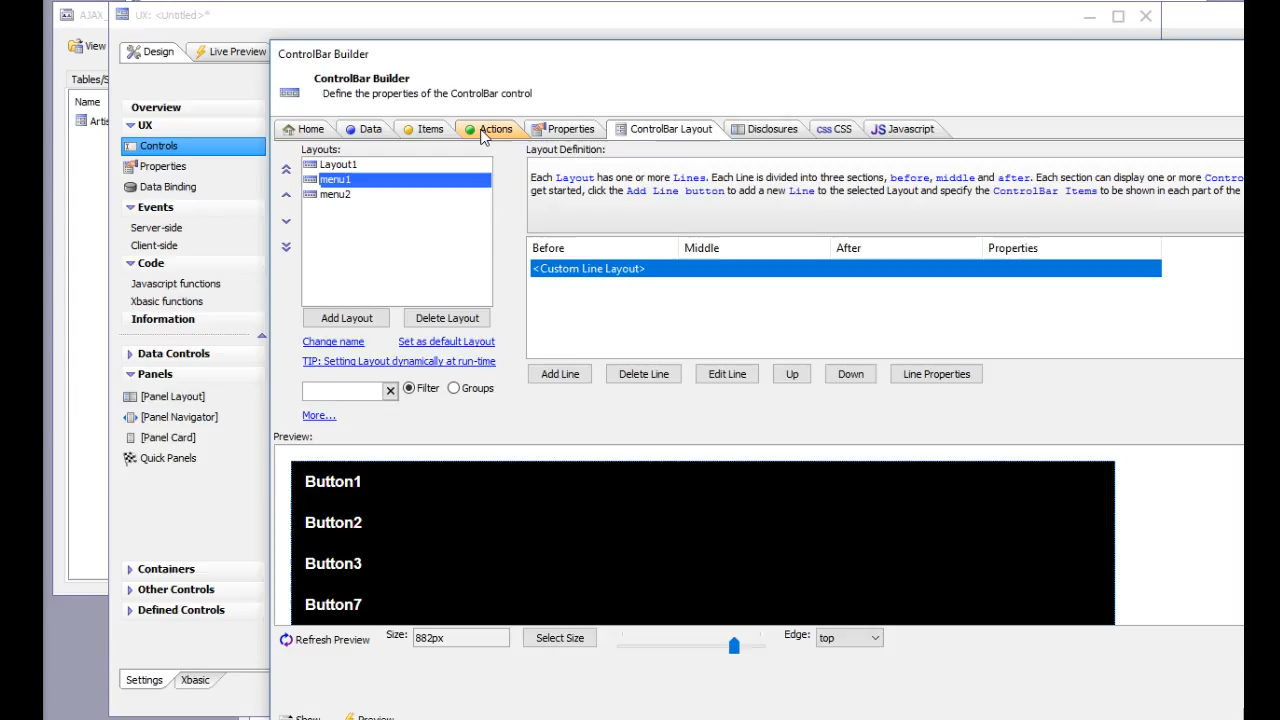 AJAX_
UX: <Untitled>*
View
Design
Live Preview
ControlBar Builder
ControlBar Builder
Define the properties of the ControlBar control
Tables/S
Name
Artis
Overview
UX
Controls
Properties
Data Binding
Events
Server-side
Client-side
Code
Javascript functions
Xbasic functions
Information
Data Controls
Panels
[Panel Layout]
[Panel Navigator]
[Panel Card]
Quick Panels
Containers
Other Controls
Defined Controls
Settings
Xbasic
Home
Data
Items
Actions
Properties
ControlBar Layout
Disclosures
CSS CSS
JS Javascript
Layouts:
Layout1
menu1
menu2
Add Layout
Delete Layout
Change name
Set as default Layout
TIP: Setting Layout dynamically at run-time
Filter
Groups
More...
Layout Definition:
Each Layout has one or more Lines. Each Line is divided into three sections, before, middle and after. Each section can display one or more Contro
get started, click the Add Line button to add a new Line to the selected Layout and specify the ControlBar Items to be shown in each part of the
Before Middle After Properties
<Custom Line Layout>
Add Line
Delete Line
Edit Line
Up
Down
Line Properties
Preview:
Button1
Button2
Button3
Button7
Refresh Preview
Size:
882px
Select Size
Edge:
top
Show
Preview